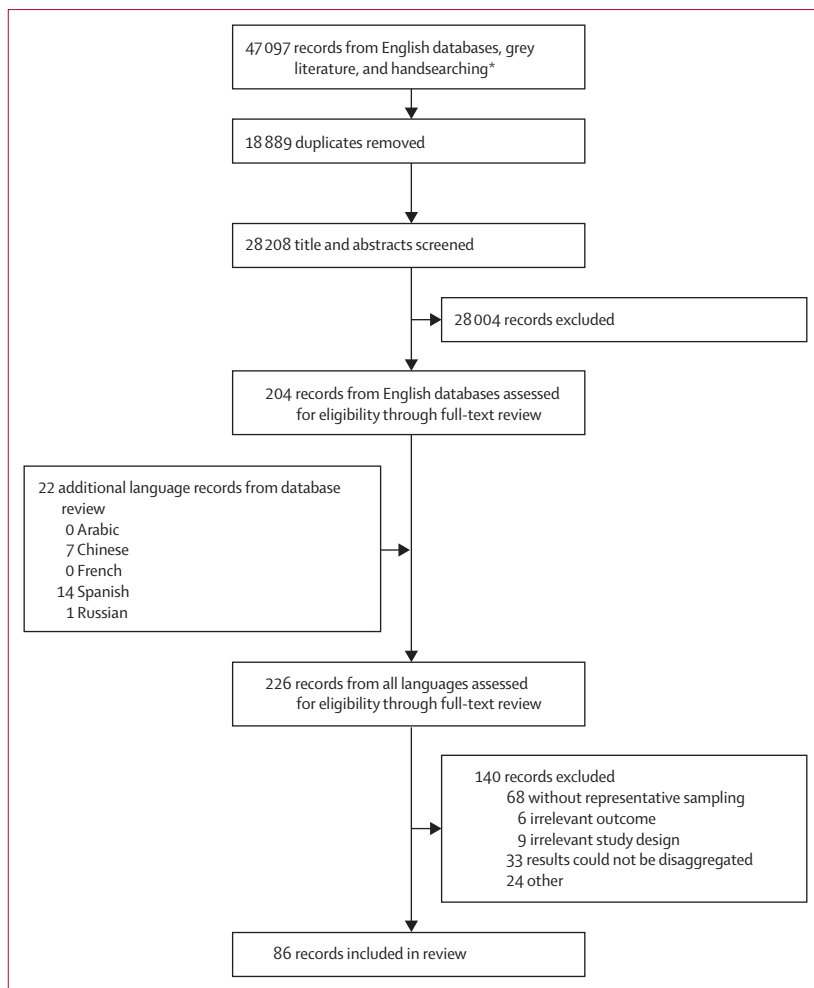 47 097 records from English databases, grey
literature, and handsearching*
18 889 duplicates removed
28 208 title and abstracts screened
28 004 records excluded
204 records from English databases assessed
for eligibility through full-text review
22 additional language records from database
review
0 Arabic
7 Chinese
0 French
14 Spanish
1 Russian
226 records from all languages assessed
for eligibility through full-text review
140 records excluded
68 without representative sampling
6 irrelevant outcome
9 irrelevant study design
33 results could not be disaggregated
24 other
86 records included in review